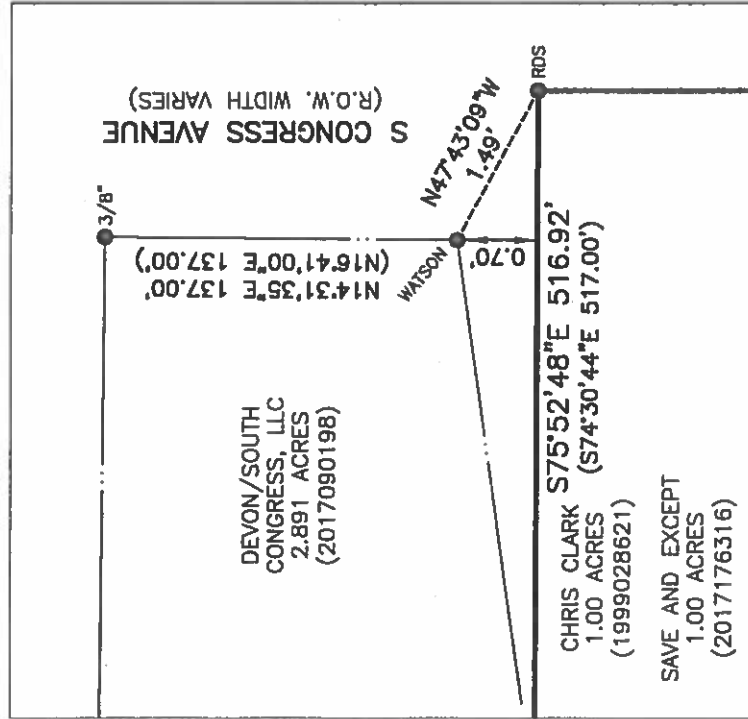 S CONGRESS AVENUE
(R.O.W. WIDTH VARIES)
3/8"
N14°31'35"E 137.00'
(N16°41'00"E 137.00')
WATSON
N47°43'09"W
1.49'
RDS
0.70'
DEVON/SOUTH
CONGRESS, LLC
2.891 ACRES
(2017090198)
S75°52'48"E 516.92'
(S74°30'44"E 517.00')
CHRIS CLARK
1.00 ACRES
(1999028621)
SAVE AND EXCEPT
1.00 ACRES
(2017176316)